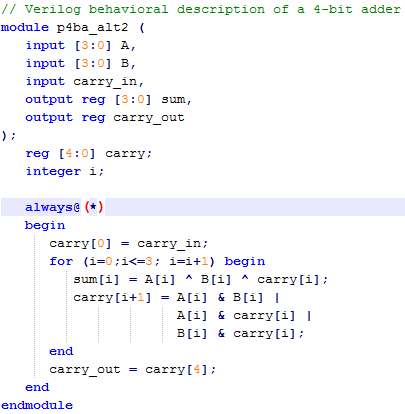 // Verilog behavioral description of a 4-bit adder
module p4ba_alt2 (
   input [3:0] A,
   input [3:0] B,
   input carry_in,
   output reg [3:0] sum,
   output reg carry_out
);
   reg [4:0] carry;
   integer i;

   always@(*)
   begin
      carry[0] = carry_in;
      for (i=0;i<=3; i=i+1) begin
         sum[i] = A[i] ^ B[i] ^ carry[i];
         carry[i+1] = A[i] & B[i] |
                      A[i] & carry[i] |
                      B[i] & carry[i];
      end
      carry_out = carry[4];
   end
endmodule